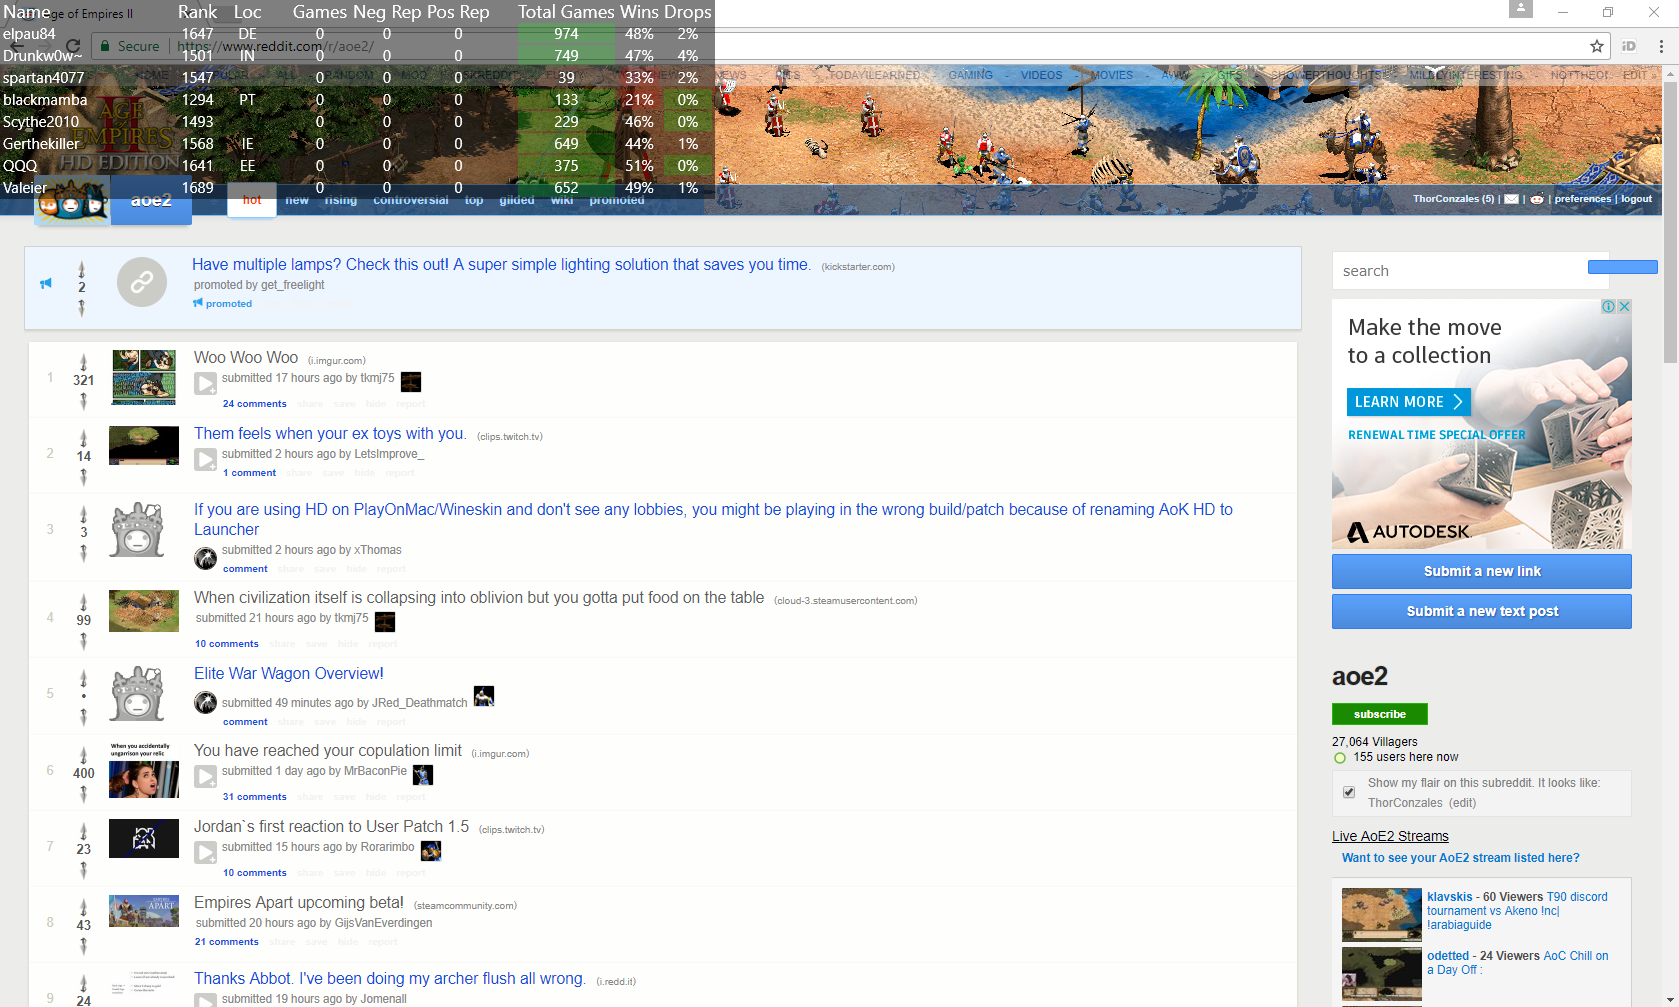 Name Rank Loc Games Neg Rep Pos Rep Total Games Wins Drops
elpau84 1647 DE 0 0 0 974 48% 2%
Drunkw0w~ 1501 IN 0 0 0 749 47% 4%
spartan4077 1547 0 0 0 39 33% 2%
blackmamba 1294 PT 0 0 0 133 21% 0%
Scythe2010 1493 0 0 0 229 46% 0%
Gerthekiller 1568 IE 0 0 0 649 44% 1%
QQQ 1641 EE 0 0 0 375 51% 0%
Valeier 1689 0 0 0 652 49% 1%
Age of Empires II
Secure https://www.reddit.com/r/aoe2/
ALL - RANDOM - PICS - TODAYILEARNED - GAMING - VIDEOS - MOVIES - AWW - GIFS - SHOWERTHOUGHTS - MILDLYINTERESTING - NOTTHEONI EDIT »
AGE
EMPIRES
HD EDITION
aoe2 hot new rising controversial top gilded wiki promoted
ThorConzales (5) | | | preferences | logout
2
Have multiple lamps? Check this out! A super simple lighting solution that saves you time. (kickstarter.com)
promoted by get_freelight
promoted
1
321
Woo Woo Woo (i.imgur.com)
submitted 17 hours ago by tkmj75
24 comments share save hide report
2
14
Them feels when your ex toys with you. (clips.twitch.tv)
submitted 2 hours ago by LetsImprove_
1 comment share save hide report
3
3
If you are using HD on PlayOnMac/Wineskin and don't see any lobbies, you might be playing in the wrong build/patch because of renaming AoK HD to
Launcher
submitted 2 hours ago by xThomas
comment share save hide report
4
99
When civilization itself is collapsing into oblivion but you gotta put food on the table (cloud-3.steamusercontent.com)
submitted 21 hours ago by tkmj75
10 comments share save hide report
5
•
Elite War Wagon Overview!
submitted 49 minutes ago by JRed_Deathmatch
comment share save hide report
6
400
When you accidentally
ungarrison your relic
You have reached your copulation limit (i.imgur.com)
submitted 1 day ago by MrBaconPie
31 comments share save hide report
7
23
Jordan`s first reaction to User Patch 1.5 (clips.twitch.tv)
submitted 15 hours ago by Rorarimbo
10 comments share save hide report
8
43
APART
Empires Apart upcoming beta! (steamcommunity.com)
submitted 20 hours ago by GijsVanEverdingen
21 comments share save hide report
9
24
Thanks Abbot. I've been doing my archer flush all wrong. (i.redd.it)
submitted 19 hours ago by Jomenall
search
Make the move
to a collection
LEARN MORE >
RENEWAL TIME SPECIAL OFFER
AUTODESK.
Submit a new link
Submit a new text post
aoe2
subscribe
27,064 Villagers
155 users here now
Show my flair on this subreddit. It looks like:
ThorConzales (edit)
Live AoE2 Streams
Want to see your AoE2 stream listed here?
klavskis - 60 Viewers T90 discord
tournament vs Akeno !nc|
!arabiaguide
odetted - 24 Viewers AoC Chill on
a Day Off :